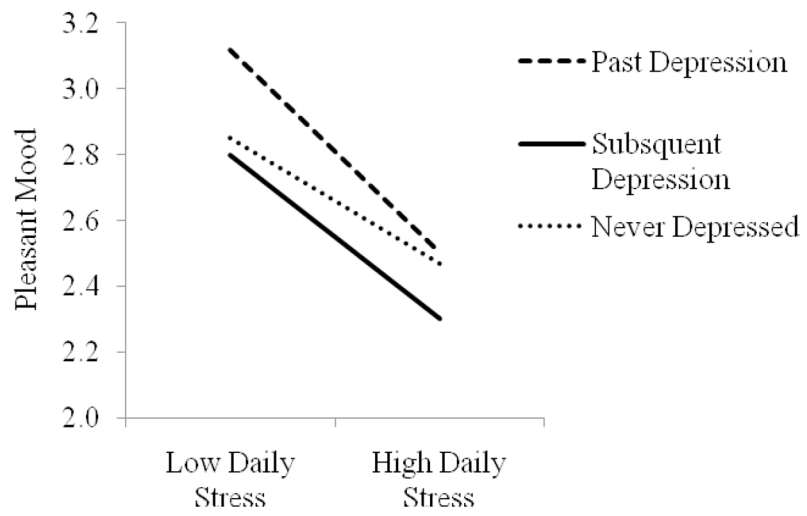 3.2
3.0
2.8
2.6
2.4
2.2
2.0
Pleasant Mood
Low Daily
Stress
High Daily
Stress
Past Depression
Subsquent
Depression
Never Depressed